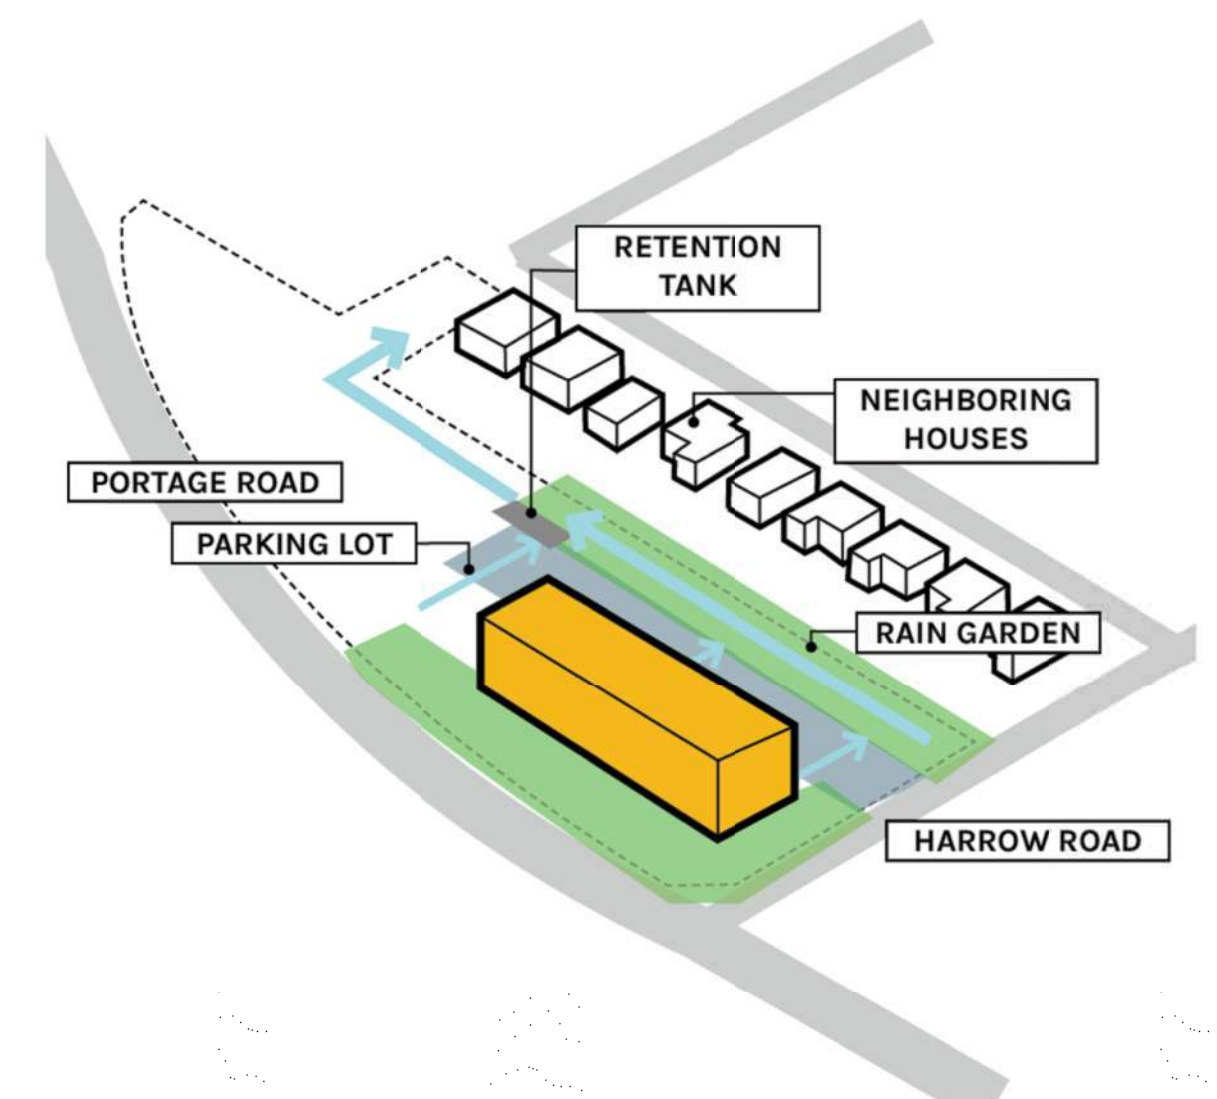 RETENTION
TANK
NEIGHBORING
HOUSES
PORTAGE ROAD
PARKING LOT
RAIN GARDEN
HARROW ROAD